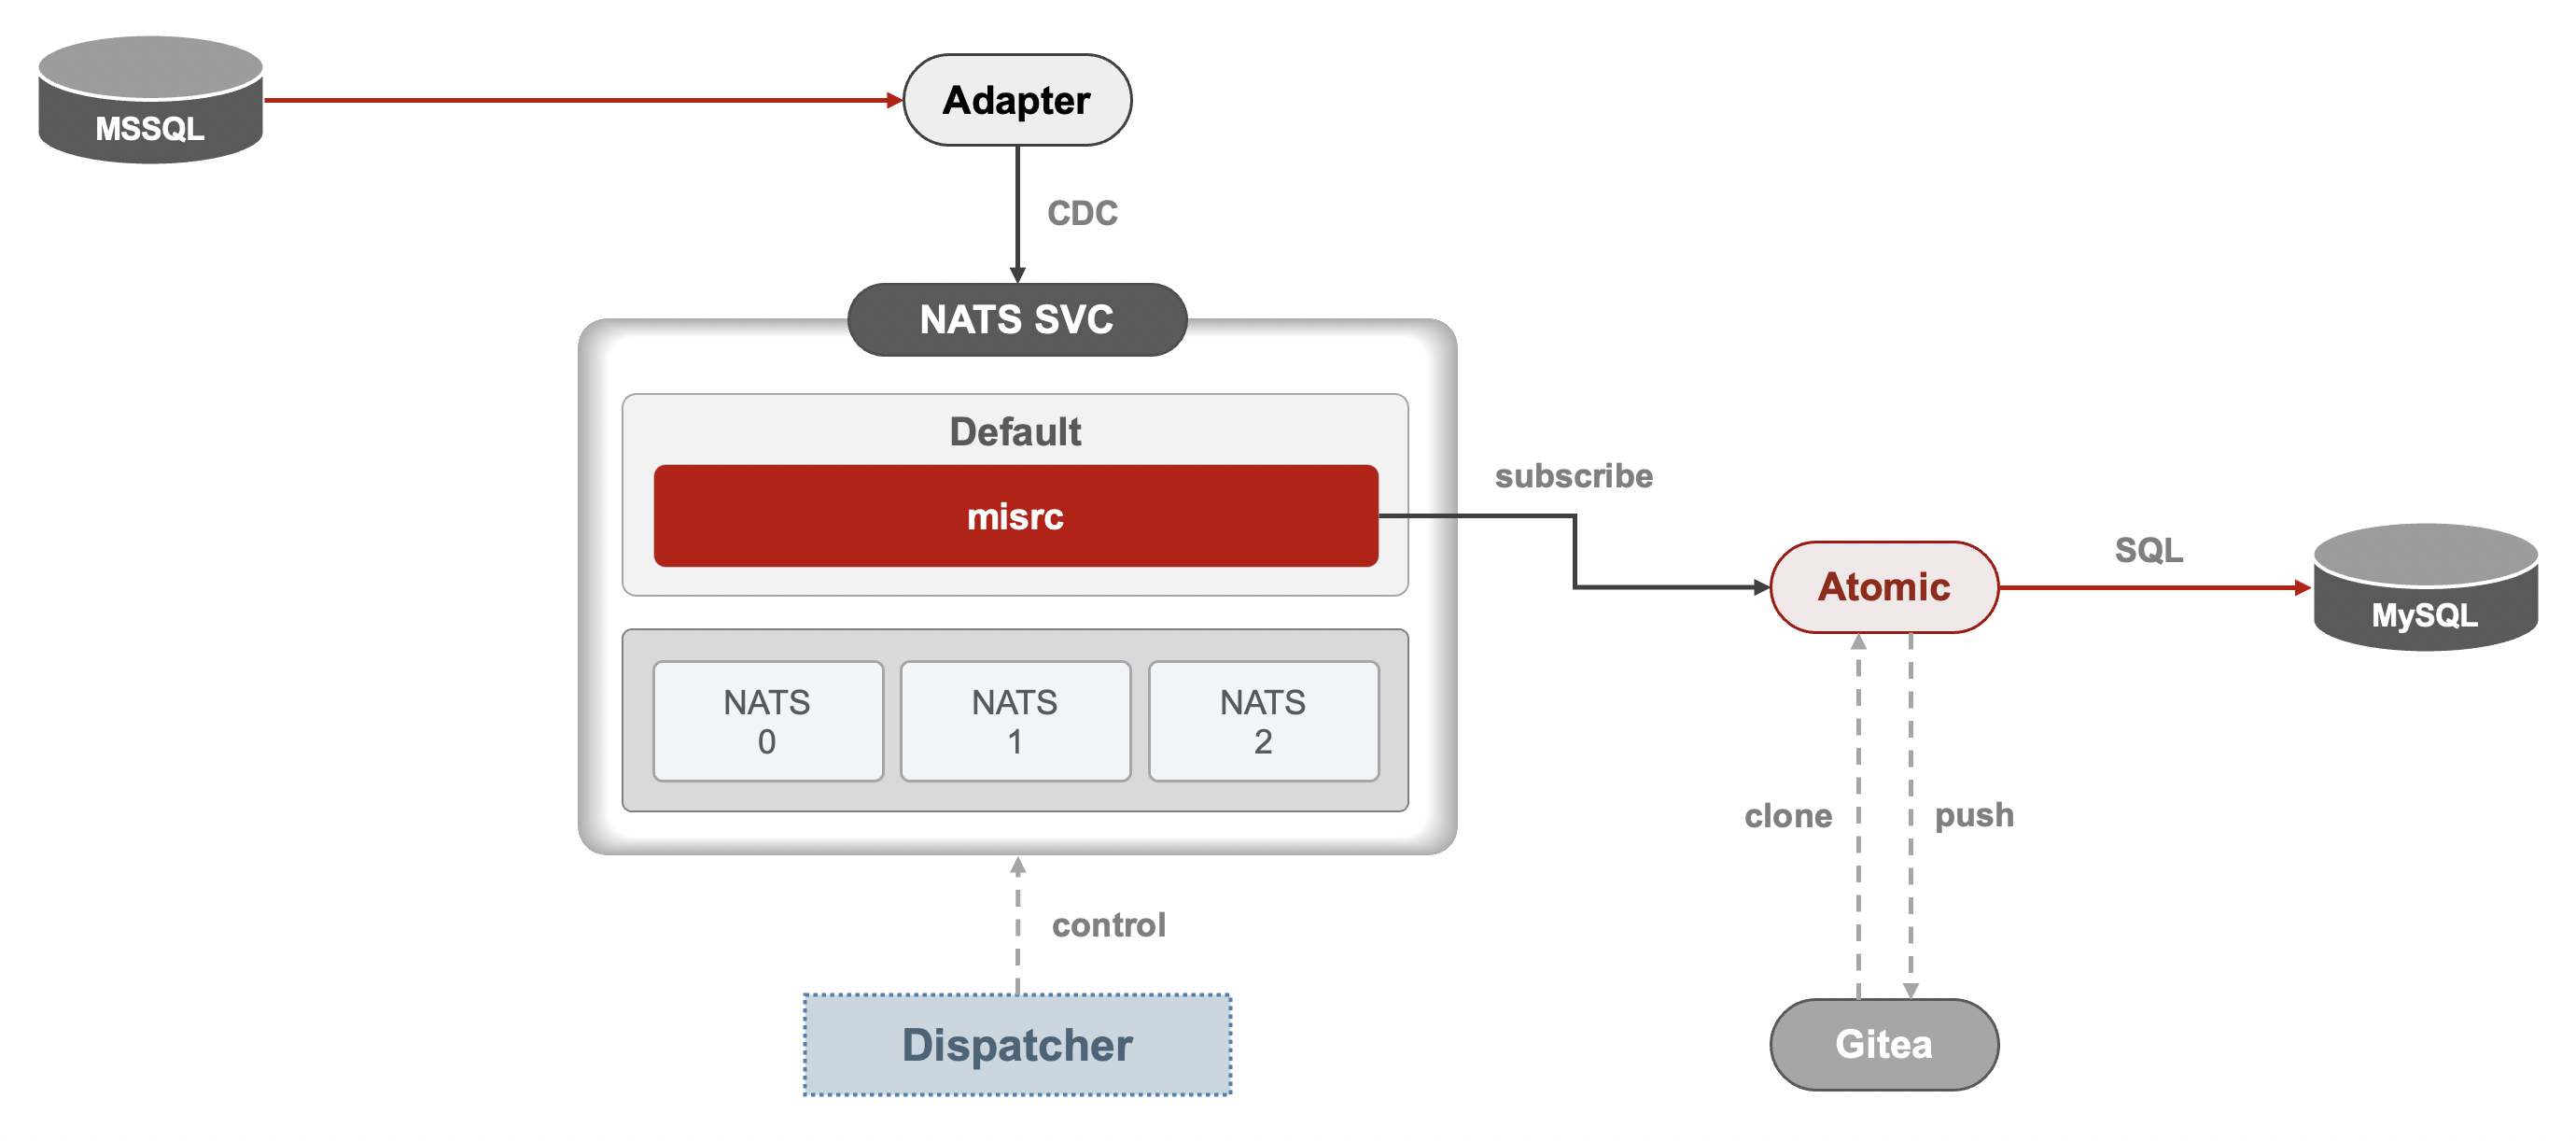 MSSQL
Adapter
CDC
NATS SVC
Default
misrc
subscribe
NATS
0
NATS
1
NATS
2
Atomic
SQL
MySQL
clone
push
control
Dispatcher
Gitea